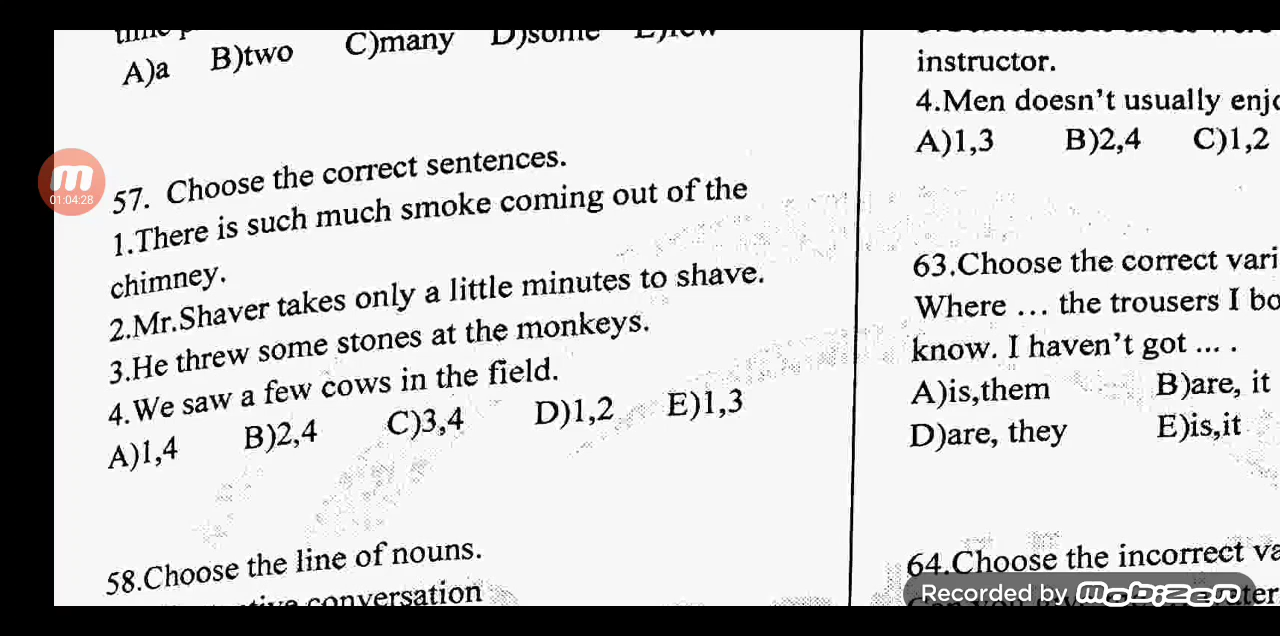 A)a B)two C)many D)some E)few
57. Choose the correct sentences.
1.There is such much smoke coming out of the
chimney.
2.Mr.Shaver takes only a little minutes to shave.
3.He threw some stones at the monkeys.
4.We saw a few cows in the field.
A)1,4 B)2,4 C)3,4 D)1,2 E)1,3
58.Choose the line of nouns.
conversation
instructor.
4.Men doesn't usually
A)1,3 B)2,4 C)1,2
63.Choose the correct
Where ... the trousers I
know. I haven't got ... .
A)is,them B)are, it
D)are, they E)is,it
64.Choose the incorrect
01:04:28
Recorded by mobizen